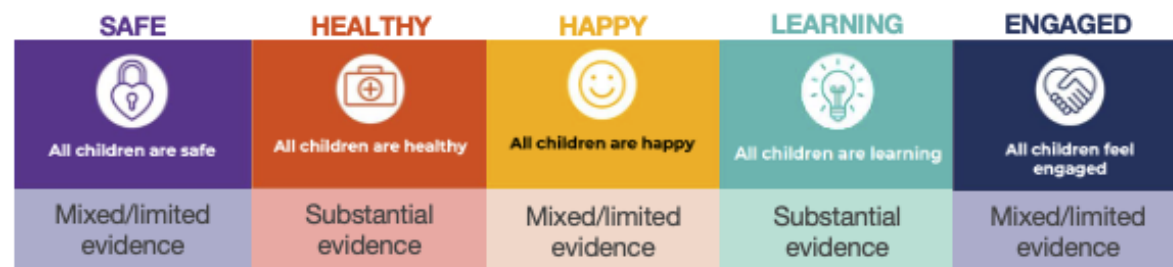 SAFE
HEALTHY
HAPPY
LEARNING
ENGAGED
All children are safe
All children are healthy
All children are happy
All children are learning
All children feel
engaged
Mixed/limited
evidence
Substantial
evidence
Mixed/limited
evidence
Substantial
evidence
Mixed/limited
evidence